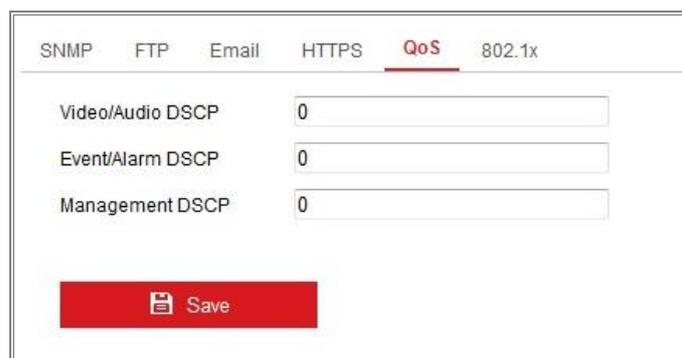 SNMP FTP Email HTTPS QoS 802.1x
Video/Audio DSCP 0
Event/Alarm DSCP 0
Management DSCP 0
Save